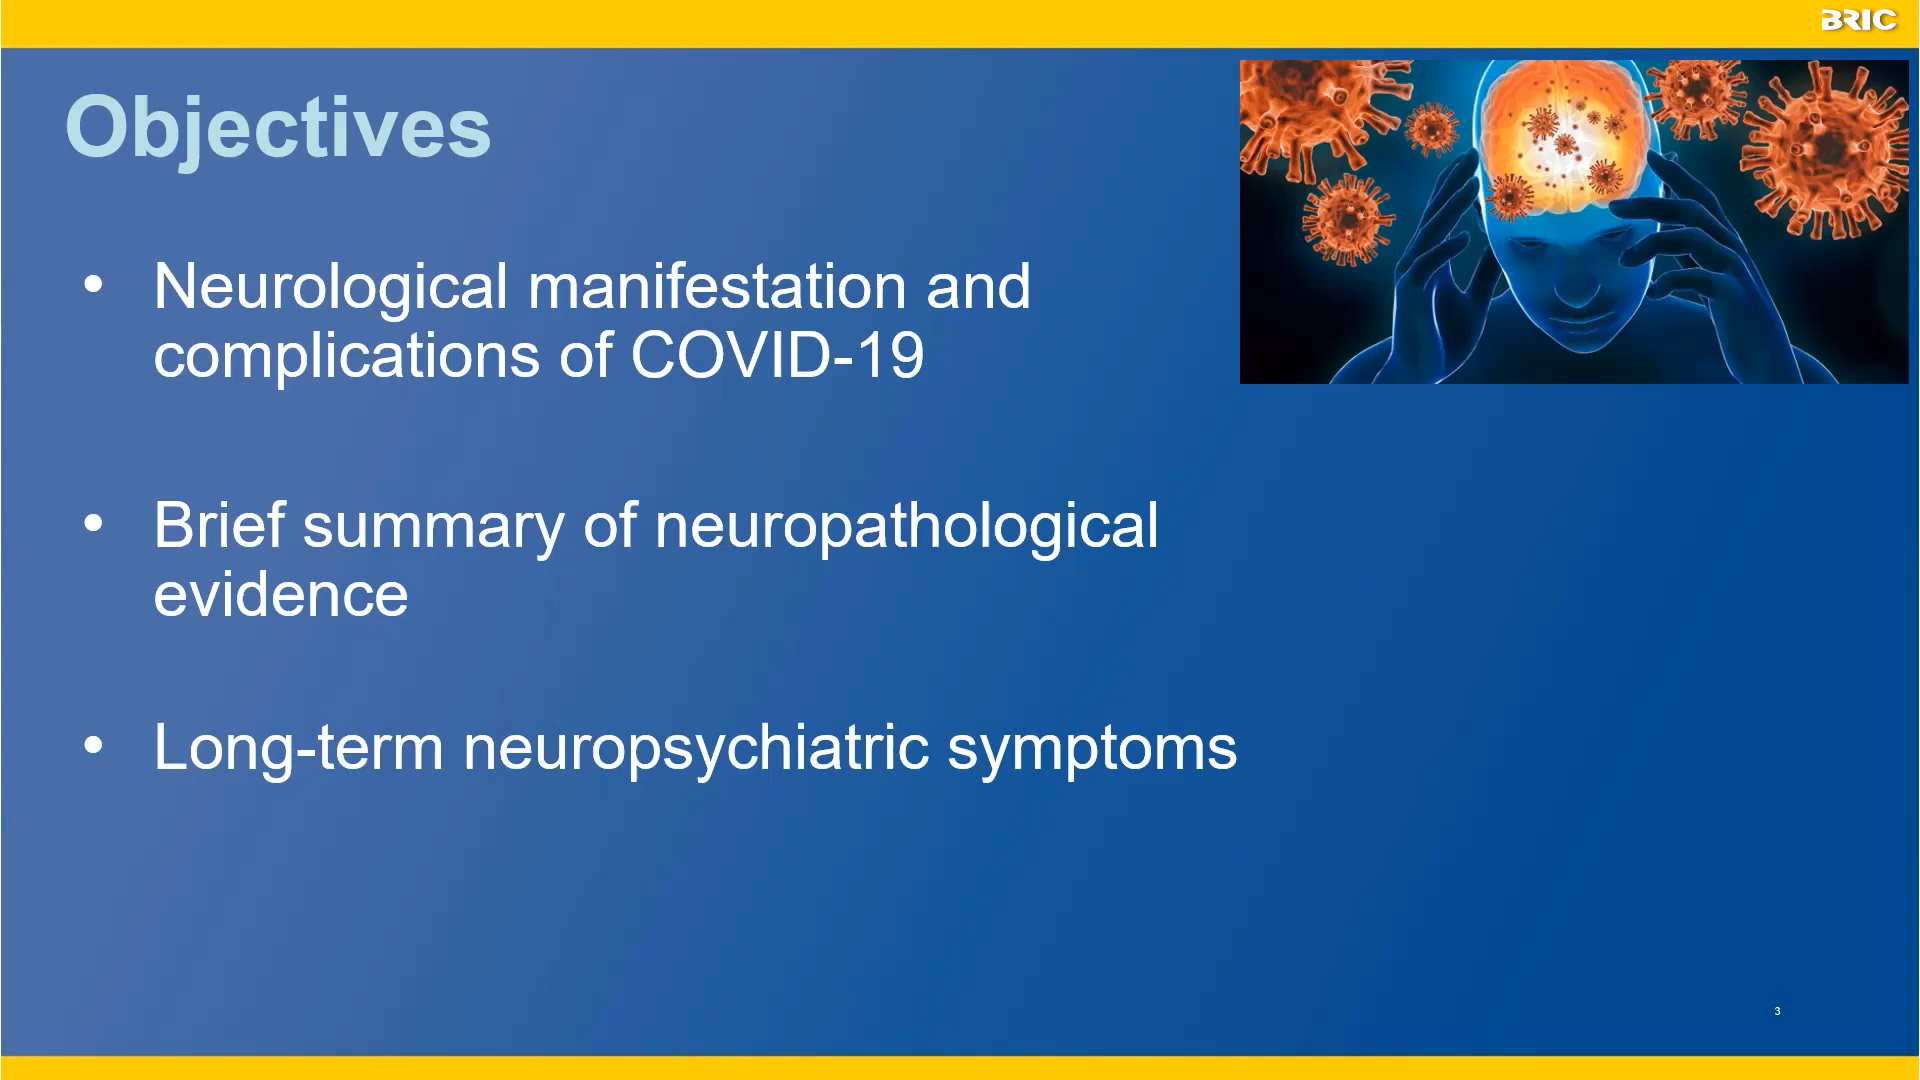 BRIC
Objectives
• Neurological manifestation and
complications of COVID-19
• Brief summary of neuropathological
evidence
• Long-term neuropsychiatric symptoms
3